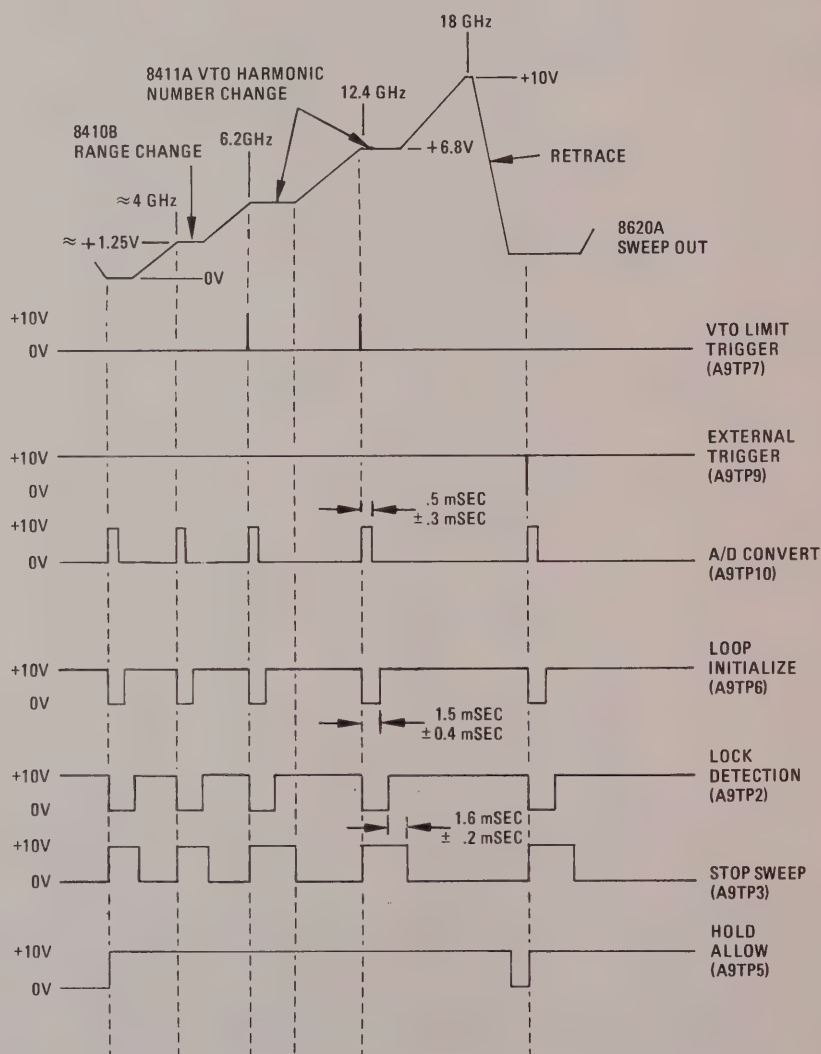 18 GHz
8411A VTO HARMONIC
NUMBER CHANGE
12.4 GHz
+10V
8410B
RANGE CHANGE
6.2GHz
+6.8V
RETRACE
≈4 GHz
≈ +1.25V
8620A
SWEEP OUT
0V
+10V
0V
VTO LIMIT
TRIGGER
(A9TP7)
+10V
0V
EXTERNAL
TRIGGER
(A9TP9)
.5 mSEC
± .3 mSEC
+10V
0V
A/D CONVERT
(A9TP10)
+10V
0V
LOOP
INITIALIZE
(A9TP6)
1.5 mSEC
±0.4 mSEC
+10V
0V
LOCK
DETECTION
(A9TP2)
1.6 mSEC
± .2 mSEC
+10V
0V
STOP SWEEP
(A9TP3)
+10V
0V
HOLD
ALLOW
(A9TP5)